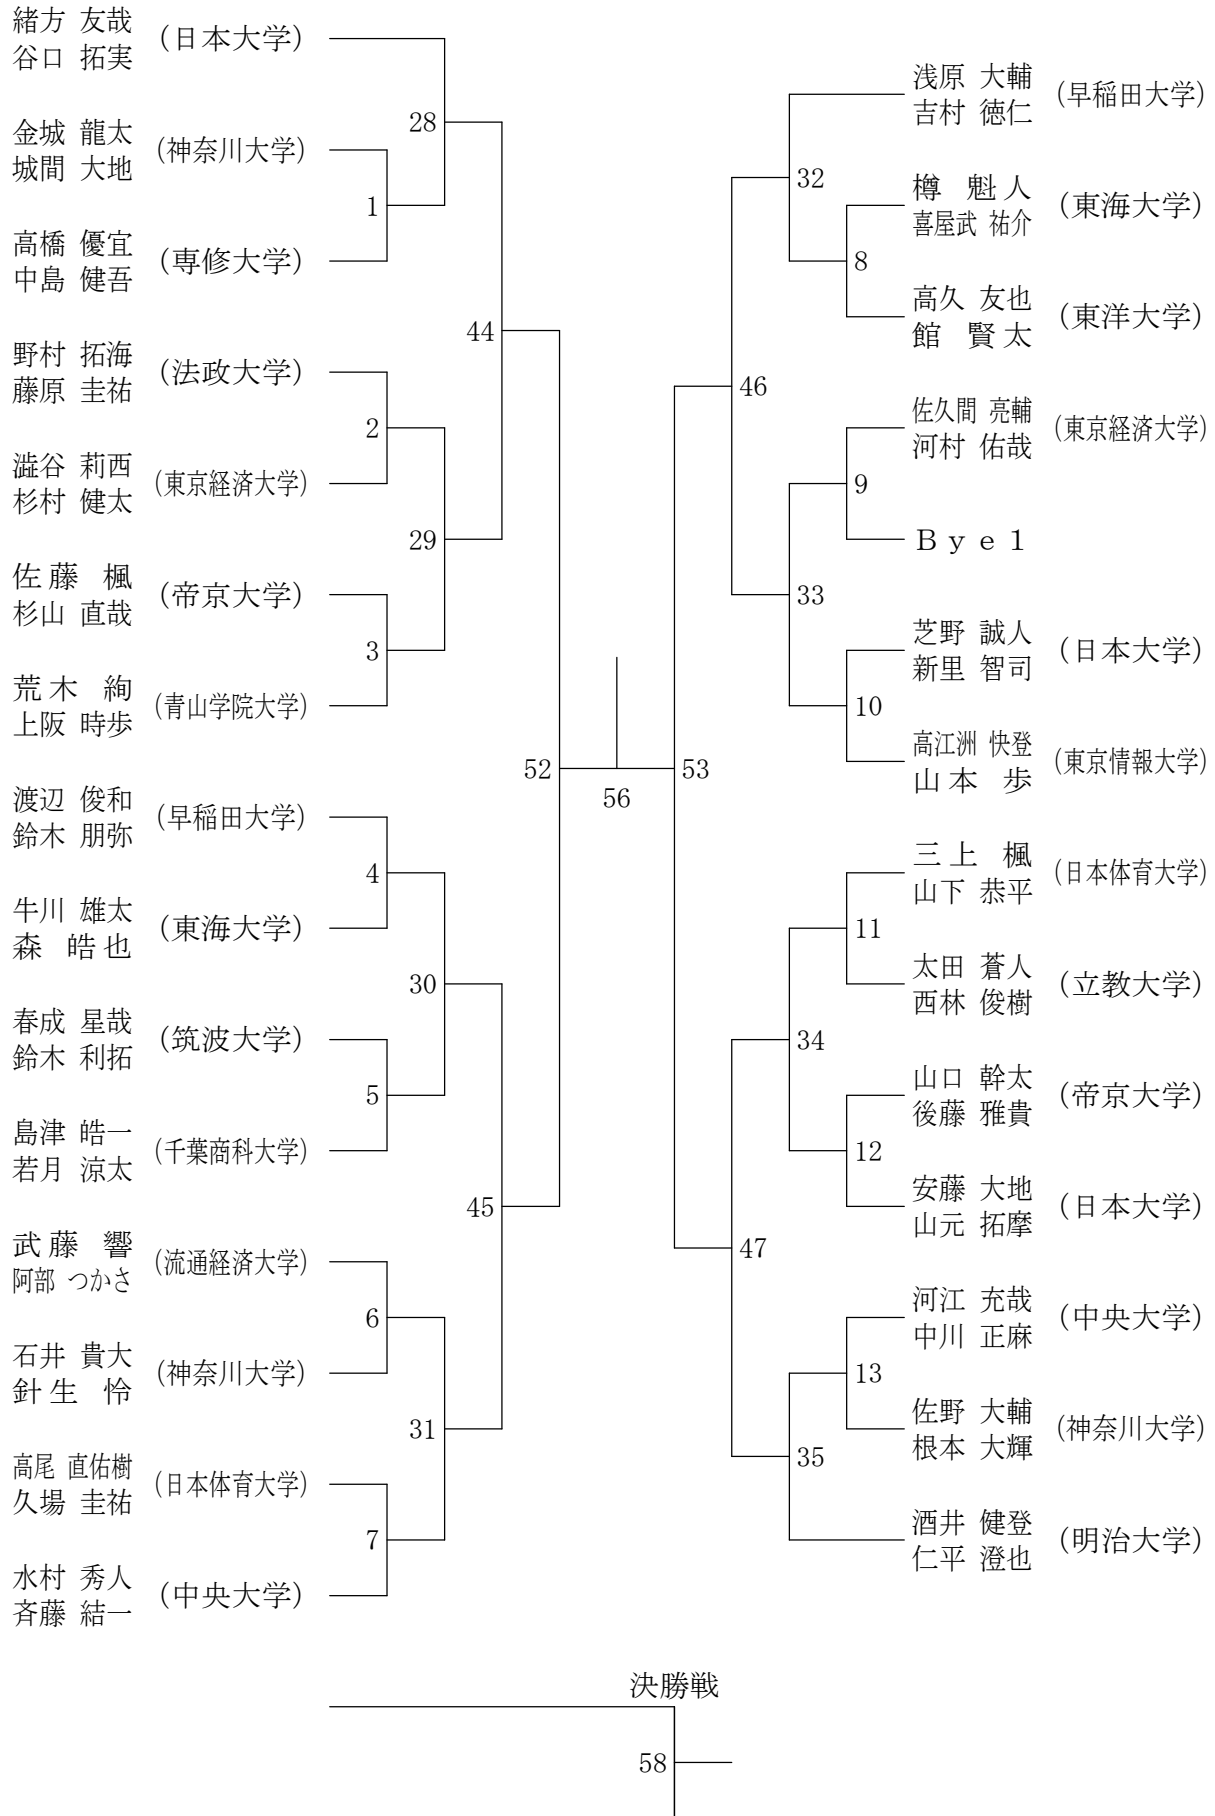 緒方 友哉
谷口 拓実
(日本大学)
金城 龍太
城間 大地
(神奈川大学)
高橋 優宜
中島 健吾
(専修大学)
野村 拓海
藤原 圭祐
(法政大学)
澁谷 莉西
杉村 健太
(東京経済大学)
佐藤 楓
杉山 直哉
(帝京大学)
荒木 絢
上阪 時歩
(青山学院大学)
渡辺 俊和
鈴木 朋弥
(早稲田大学)
牛川 雄太
森 皓也
(東海大学)
春成 星哉
鈴木 利拓
(筑波大学)
島津 皓一
若月 涼太
(千葉商科大学)
武藤 響
阿部 つかさ
(流通経済大学)
石井 貴大
針生 怜
(神奈川大学)
高尾 直佑樹
久場 圭祐
(日本体育大学)
水村 秀人
斉藤 結一
(中央大学)
1
2
3
4
5
6
7
28
29
30
31
44
45
52
56
53
46
47
32
33
34
35
8
9
10
11
12
13
浅原 大輔
吉村 徳仁
(早稲田大学)
樽 魁人
喜屋武 祐介
(東海大学)
高久 友也
館 賢太
(東洋大学)
佐久間 亮輔
河村 佑哉
(東京経済大学)
Bye1
芝野 誠人
新里 智司
(日本大学)
高江洲 快登
山本 歩
(東京情報大学)
三上 楓
山下 恭平
(日本体育大学)
太田 蒼人
西林 俊樹
(立教大学)
山口 幹太
後藤 雅貴
(帝京大学)
安藤 大地
山元 拓摩
(日本大学)
河江 充哉
中川 正麻
(中央大学)
佐野 大輔
根本 大輝
(神奈川大学)
酒井 健登
仁平 澄也
(明治大学)
決勝戦
58